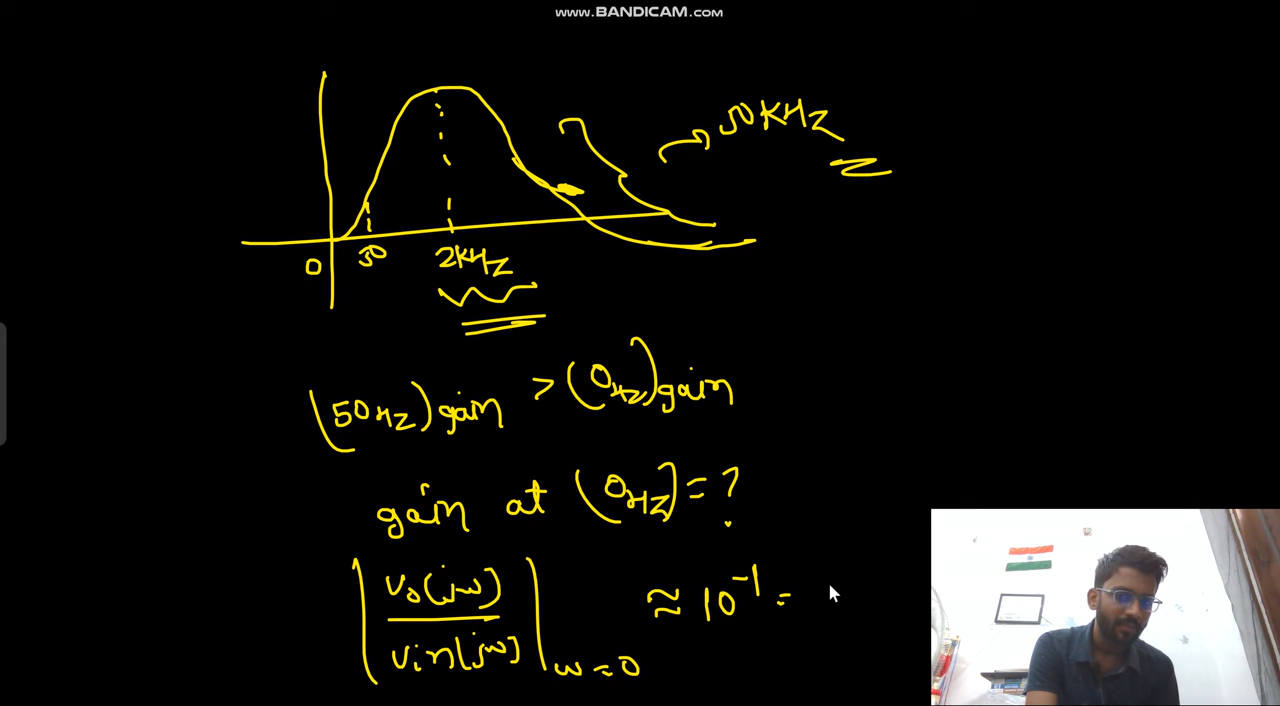 WWW.BANDICAM.COM
50KHZ
0 50 2KHZ
(50HZ) gain > (0HZ) gain
gain at (0HZ) = ?
|vo(jω) / vin(jω)| ω=0 ≈ 10^-1 =